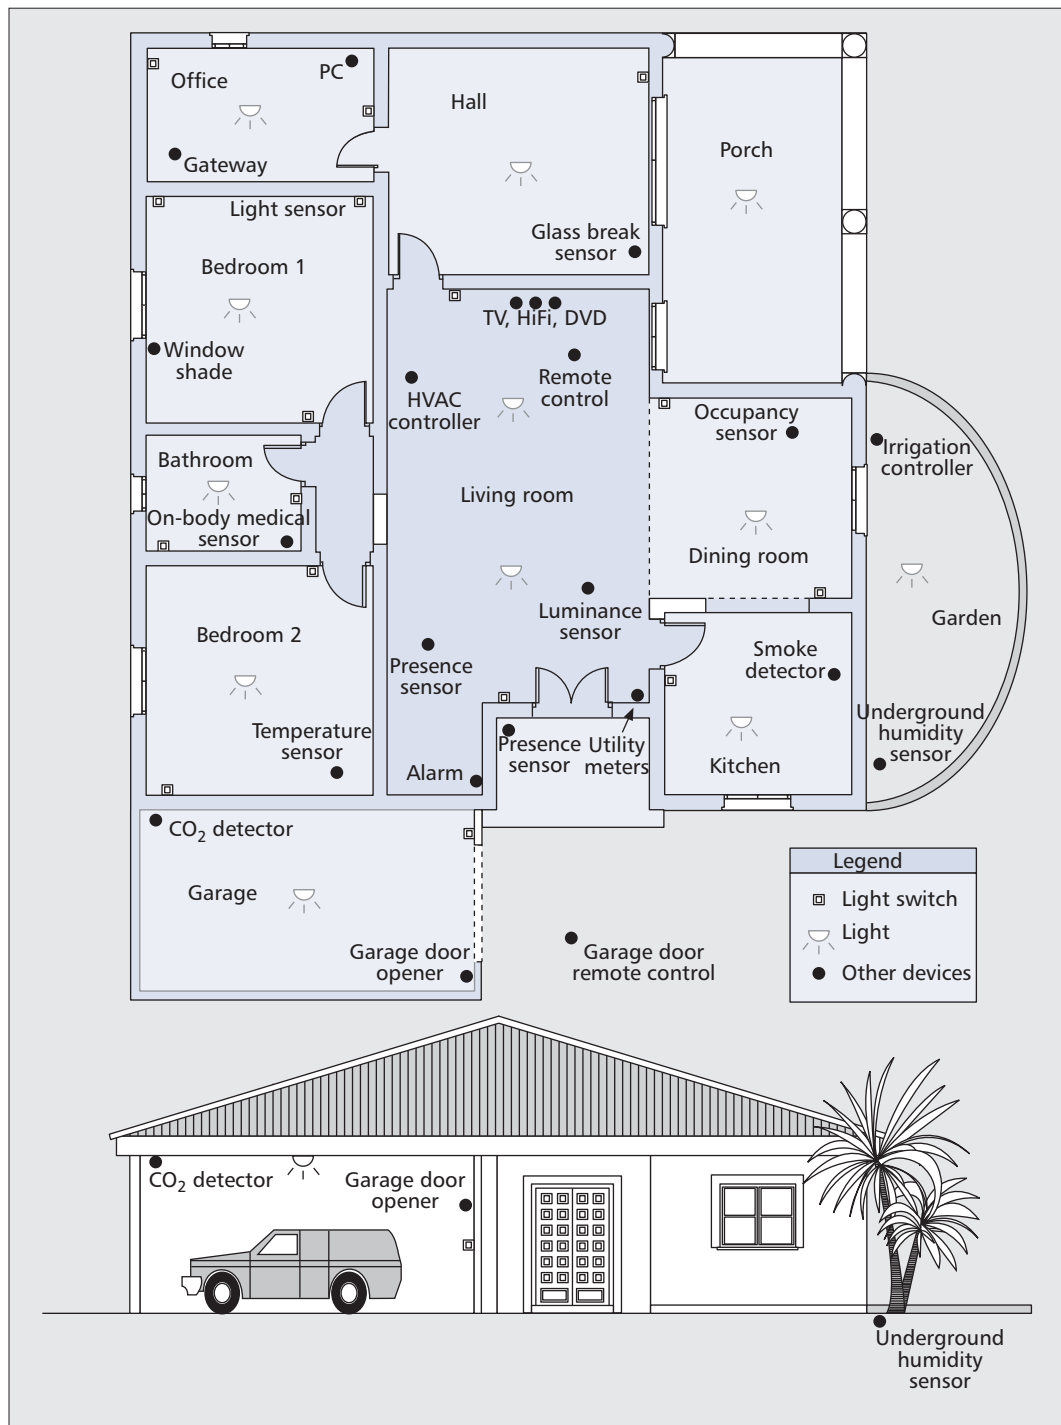 Office
PC
Gateway
Hall
Porch
Light sensor
Bedroom 1
Glass break
sensor
TV, HiFi, DVD
Window
shade
HVAC
controller
Remote
control
Occupancy
sensor
Irrigation
controller
Bathroom
On-body medical
sensor
Living room
Dining room
Bedroom 2
Luminance
sensor
Garden
Presence
sensor
Smoke
detector
Temperature
sensor
Underground
humidity
sensor
Presence
sensor
Utility
meters
Kitchen
Alarm
CO2 detector
Garage
Garage door
opener
Garage door
remote control
Legend
Light switch
Light
Other devices
CO2 detector
Garage door
opener
Underground
humidity
sensor